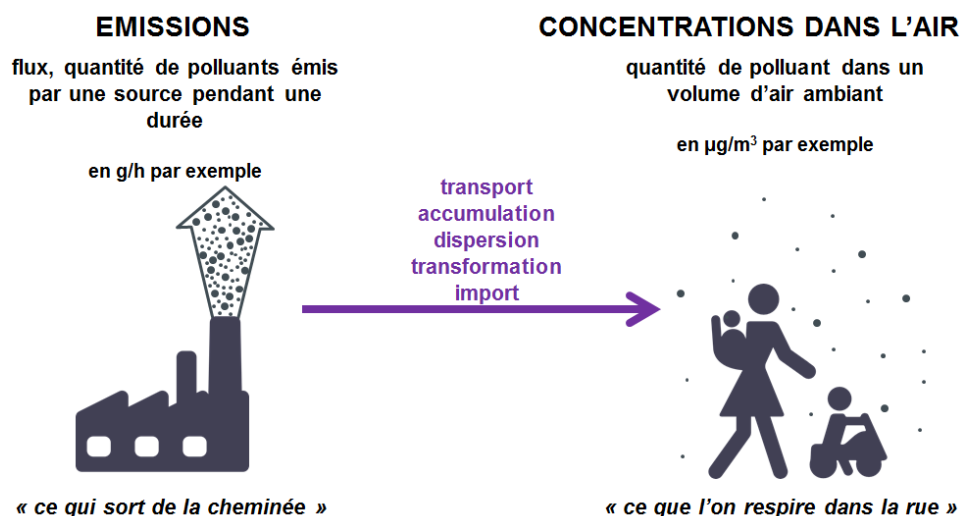 EMISSIONS
flux, quantité de polluants émis
par une source pendant une
durée
en g/h par exemple
« ce qui sort de la cheminée »
transport
accumulation
dispersion
transformation
import
CONCENTRATIONS DANS L'AIR
quantité de polluant dans un
volume d'air ambiant
en µg/m³ par exemple
« ce que l'on respire dans la rue »